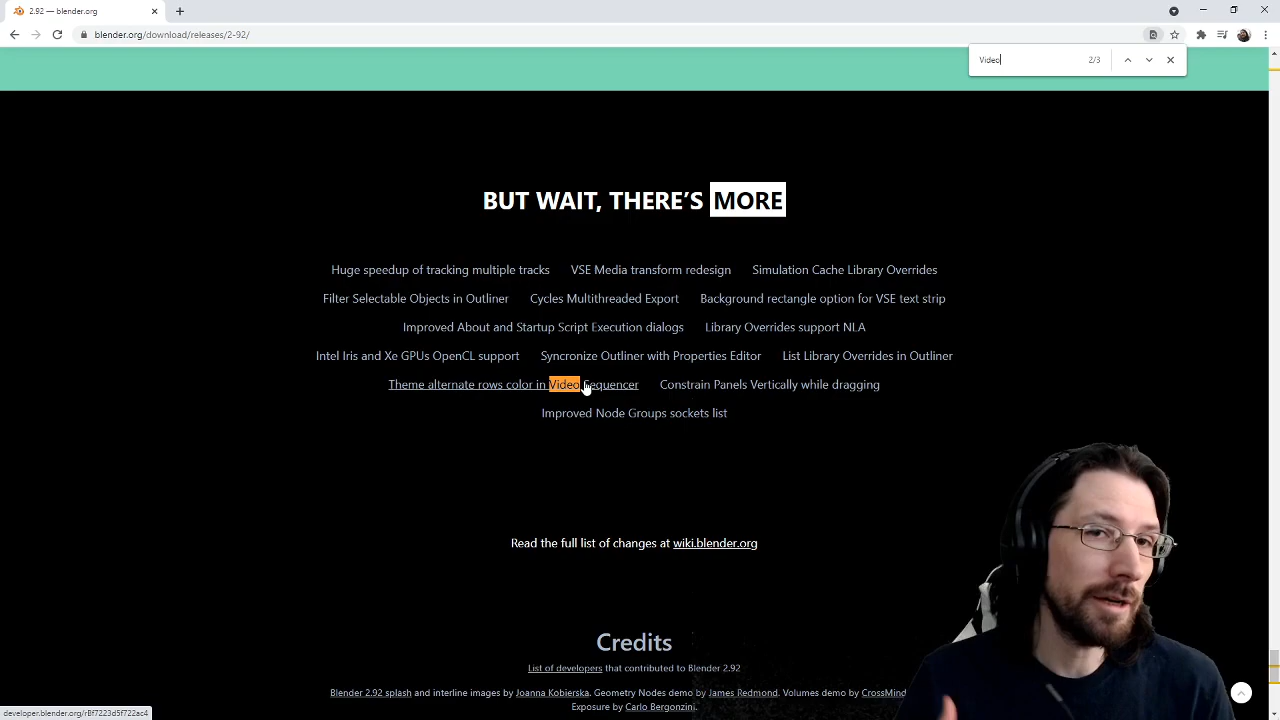 2.92 — blender.org
blender.org/download/releases/2-92/
Video 2/3
BUT WAIT, THERE'S MORE
Huge speedup of tracking multiple tracks VSE Media transform redesign Simulation Cache Library Overrides
Filter Selectable Objects in Outliner Cycles Multithreaded Export Background rectangle option for VSE text strip
Improved About and Startup Script Execution dialogs Library Overrides support NLA
Intel Iris and Xe GPUs OpenCL support Syncronize Outliner with Properties Editor List Library Overrides in Outliner
Theme alternate rows color in Video Sequencer Constrain Panels Vertically while dragging
Improved Node Groups sockets list
Read the full list of changes at wiki.blender.org
Credits
List of developers that contributed to Blender 2.92
Blender 2.92 splash and interline images by Joanna Kobierska. Geometry Nodes demo by James Redmond. Volumes demo by CrossMind
Exposure by Carlo Bergonzini.
developer.blender.org/rBf7223d5f722ac4